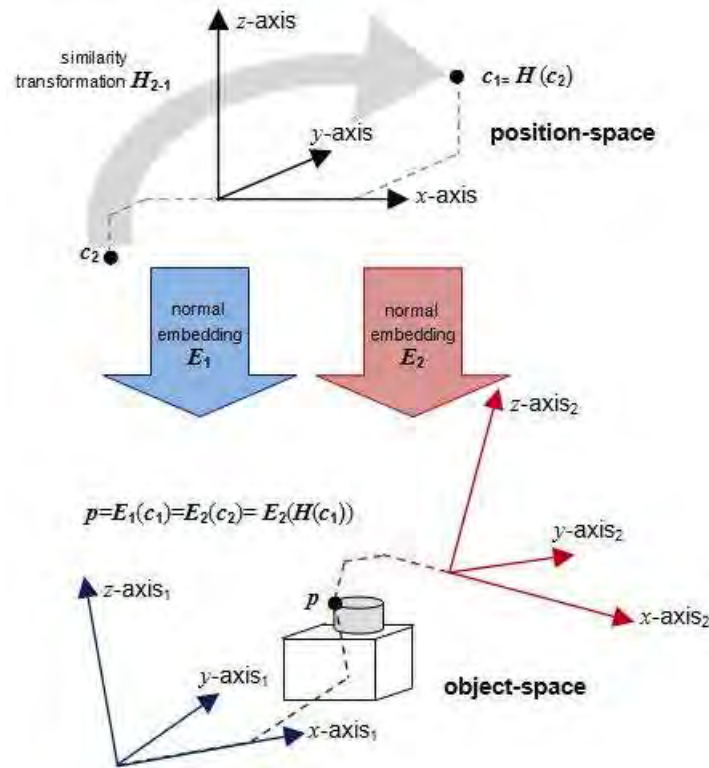 z-axis
similarity
transformation H₂₋₁
c₁= H(c₂)
y-axis
position-space
x-axis
c₂
normal
embedding
E₁
normal
embedding
E₂
z-axis₂
p=E₁(c₁)=E₂(c₂)= E₂(H(c₁))
y-axis₂
z-axis₁
p
x-axis₂
y-axis₁
object-space
x-axis₁